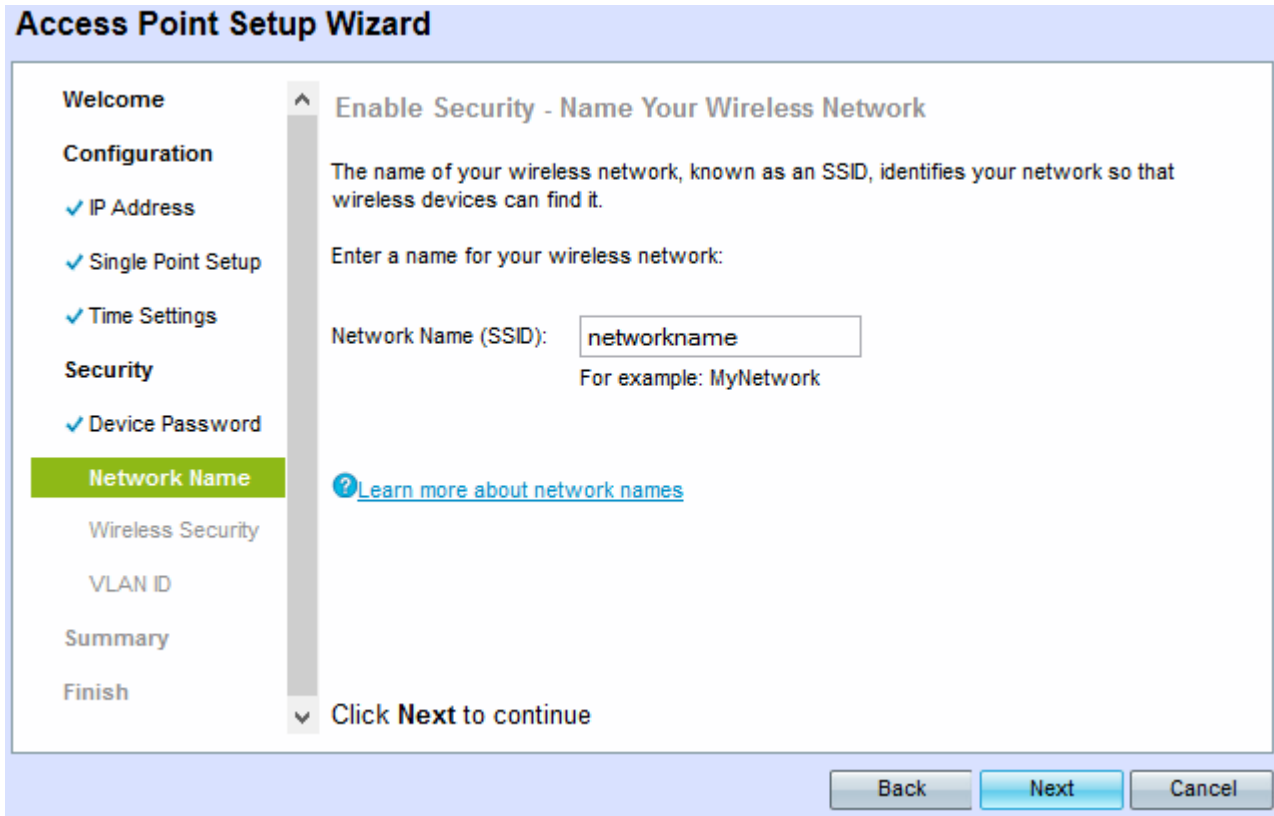 Access Point Setup Wizard
Welcome
Configuration
IP Address
Single Point Setup
Time Settings
Security
Device Password
Network Name
Wireless Security
VLAN ID
Summary
Finish
Enable Security - Name Your Wireless Network
The name of your wireless network, known as an SSID, identifies your network so that
wireless devices can find it.
Enter a name for your wireless network:
Network Name (SSID): networkname
For example: MyNetwork
?Learn more about network names
Click Next to continue
Back Next Cancel